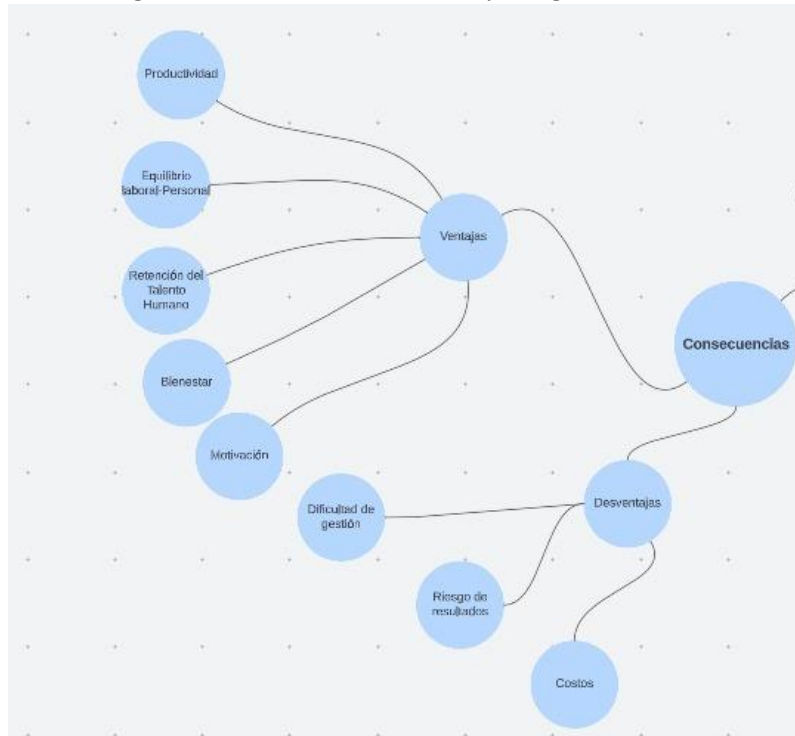 Productividad
Equilibrio
laboral-Personal
Ventajas
Retención del
Talento
Humano
Consecuencias
Bienestar
Motivación
Dificultad de
gestión
Desventajas
Riesgo de
resultados
Costos